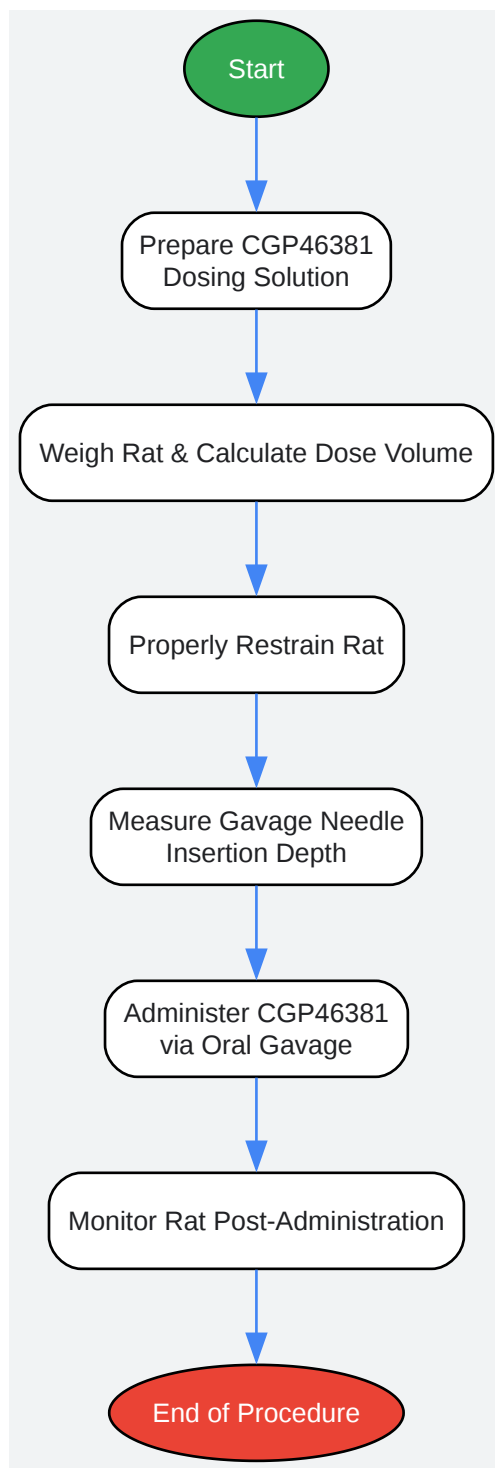 Start
Prepare CGP46381
Dosing Solution
Weigh Rat & Calculate Dose Volume
Properly Restrain Rat
Measure Gavage Needle
Insertion Depth
Administer CGP46381
via Oral Gavage
Monitor Rat Post-Administration
End of Procedure